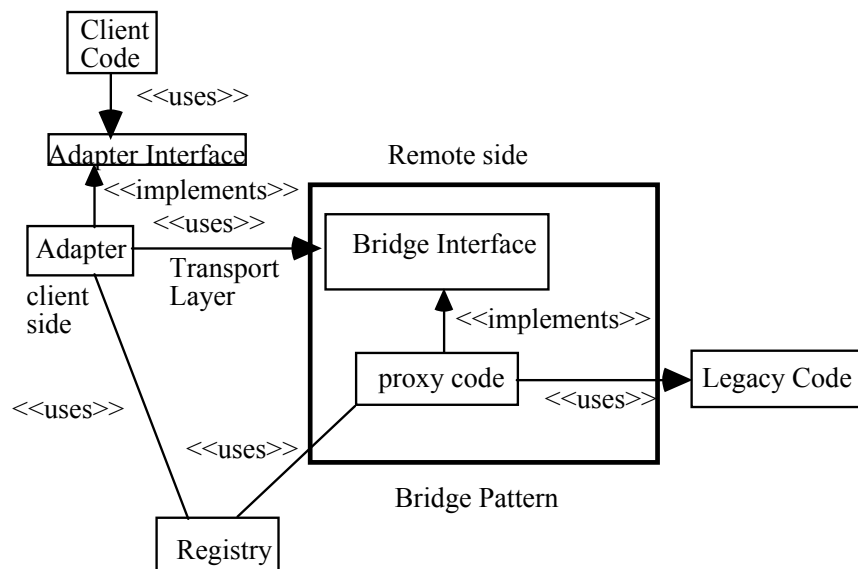 Client
Code
<<uses>>
Adapter Interface
Remote side
<<implements>>
<<uses>>
Adapter
Bridge Interface
Transport
Layer
client
side
<<implements>>
proxy code
Legacy Code
<<uses>>
<<uses>>
<<uses>>
Bridge Pattern
Registry